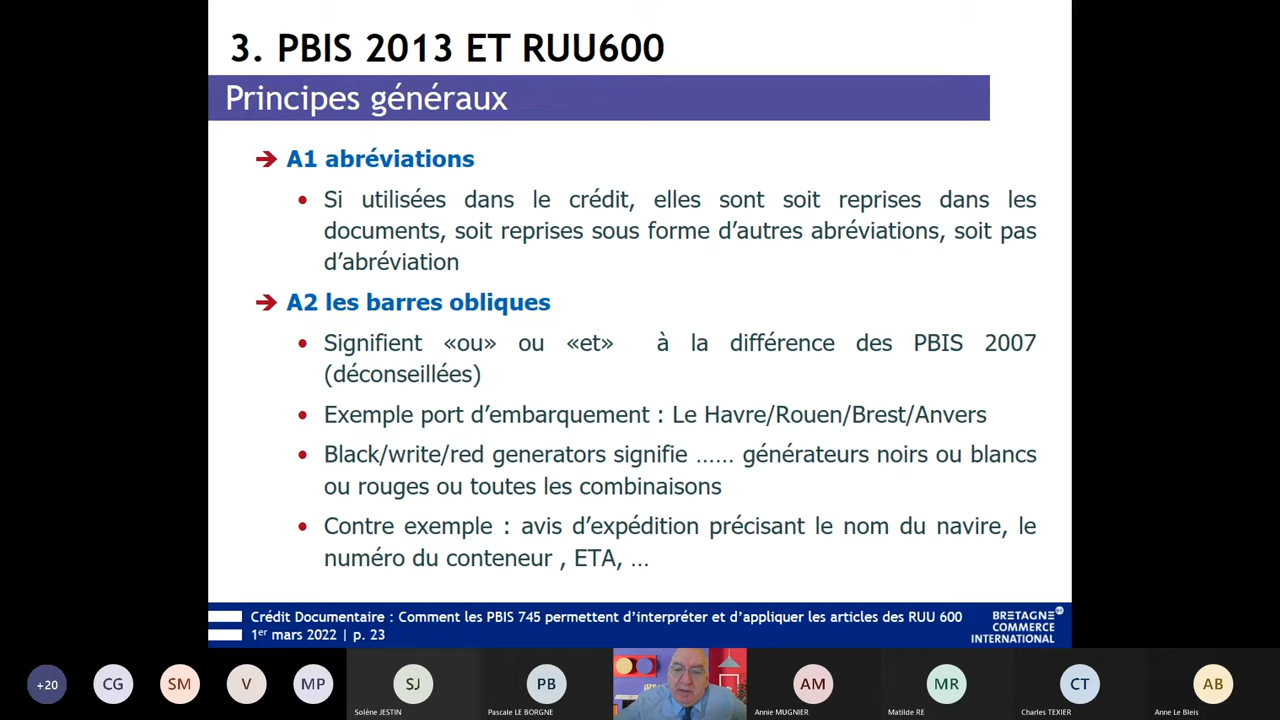 3. PBIS 2013 ET RUU600
Principes généraux
➔ A1 abréviations
• Si utilisées dans le crédit, elles sont soit reprises dans les
documents, soit reprises sous forme d’autres abréviations, soit pas
d’abréviation
➔ A2 les barres obliques
• Signifient «ou» ou «et» à la différence des PBIS 2007
(déconseillées)
• Exemple port d’embarquement : Le Havre/Rouen/Brest/Anvers
• Black/write/red generators signifie …… générateurs noirs ou blancs
ou rouges ou toutes les combinaisons
• Contre exemple : avis d’expédition précisant le nom du navire, le
numéro du conteneur , ETA, …
Crédit Documentaire : Comment les PBIS 745 permettent d’interpréter et d’appliquer les articles des RUU 600
1er mars 2022 | p. 23
BRETAGNE
COMMERCE
INTERNATIONAL
+20
CG
SM
V
MP
SJ
Solène JESTIN
PB
Pascale LE BORGNE
AM
Annie MUGNIER
MR
Matilde RE
CT
Charles TEXIER
AB
Anne Le Bleis